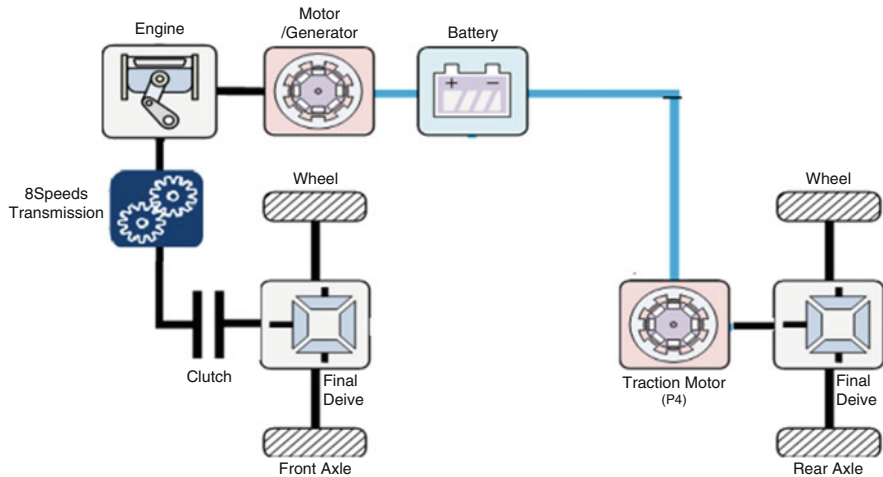 Engine
Motor
/Generator
Battery
8Speeds
Transmission
Wheel
Wheel
Clutch
Final
Deive
Traction Motor
(P4)
Final
Deive
Front Axle
Rear Axle